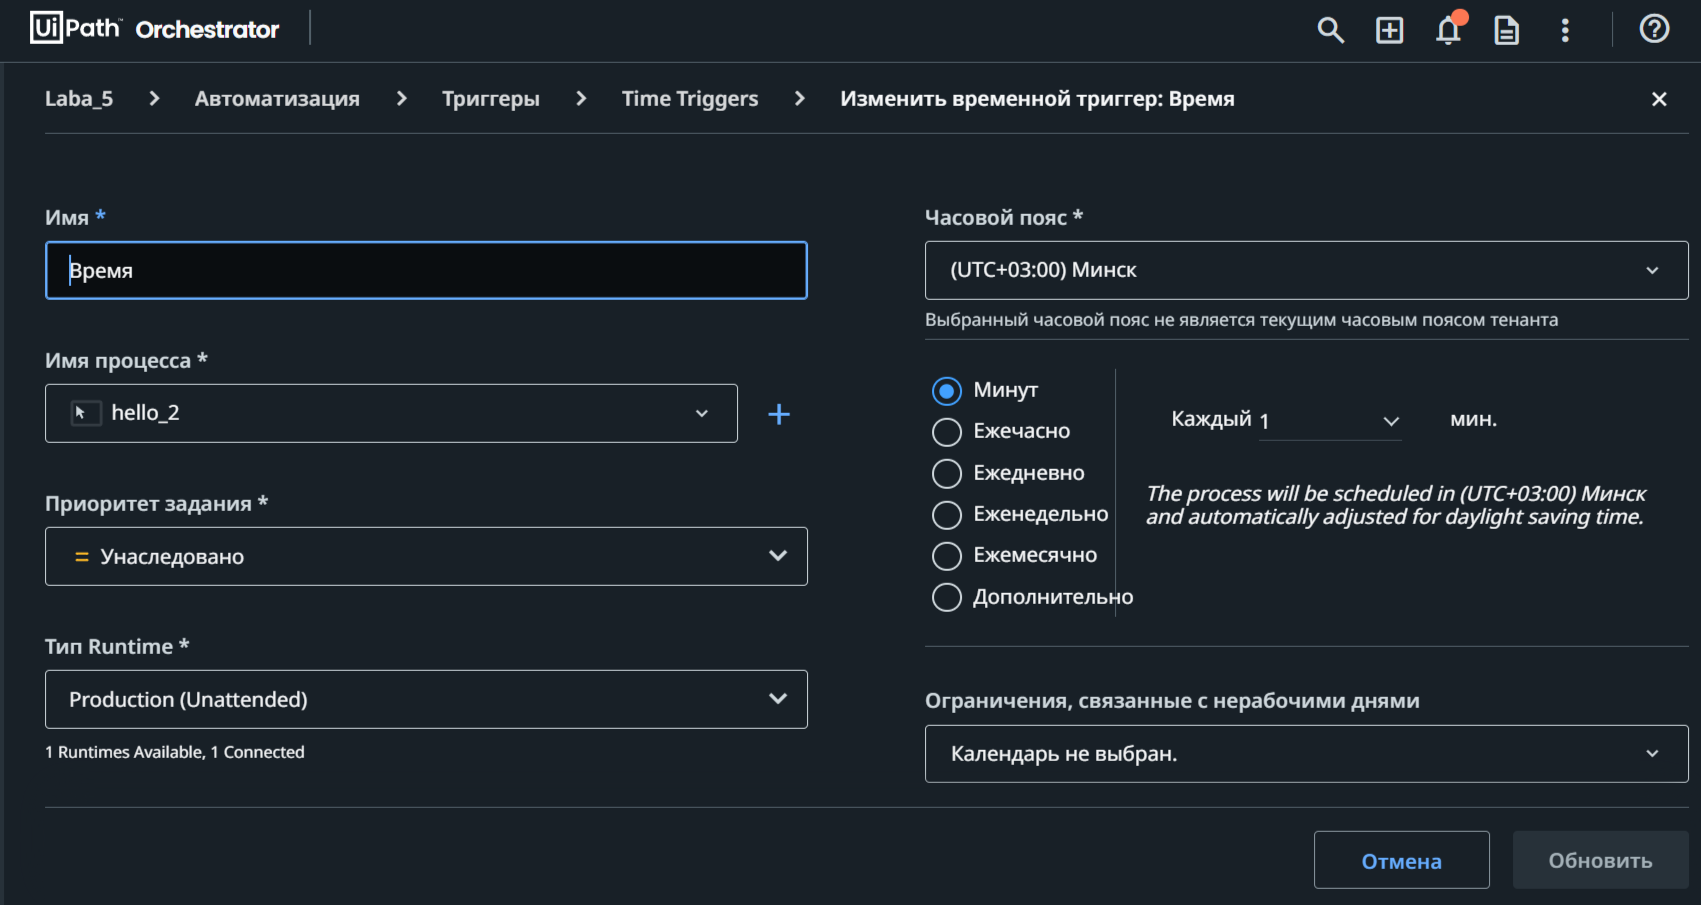 UiPath™ Orchestrator
Laba_5 > Автоматизация > Триггеры > Time Triggers > Изменить временной триггер: Время
Имя *
Время
Имя процесса *
hello_2
Приоритет задания *
= Унаследовано
Тип Runtime *
Production (Unattended)
1 Runtimes Available, 1 Connected
Часовой пояс *
(UTC+03:00) Минск
Выбранный часовой пояс не является текущим часовым поясом тенанта
Минут
Ежечасно
Ежедневно
Еженедельно
Ежемесячно
Дополнительно
Каждый 1 мин.
The process will be scheduled in (UTC+03:00) Минск
and automatically adjusted for daylight saving time.
Ограничения, связанные с нерабочими днями
Календарь не выбран.
Отмена
Обновить